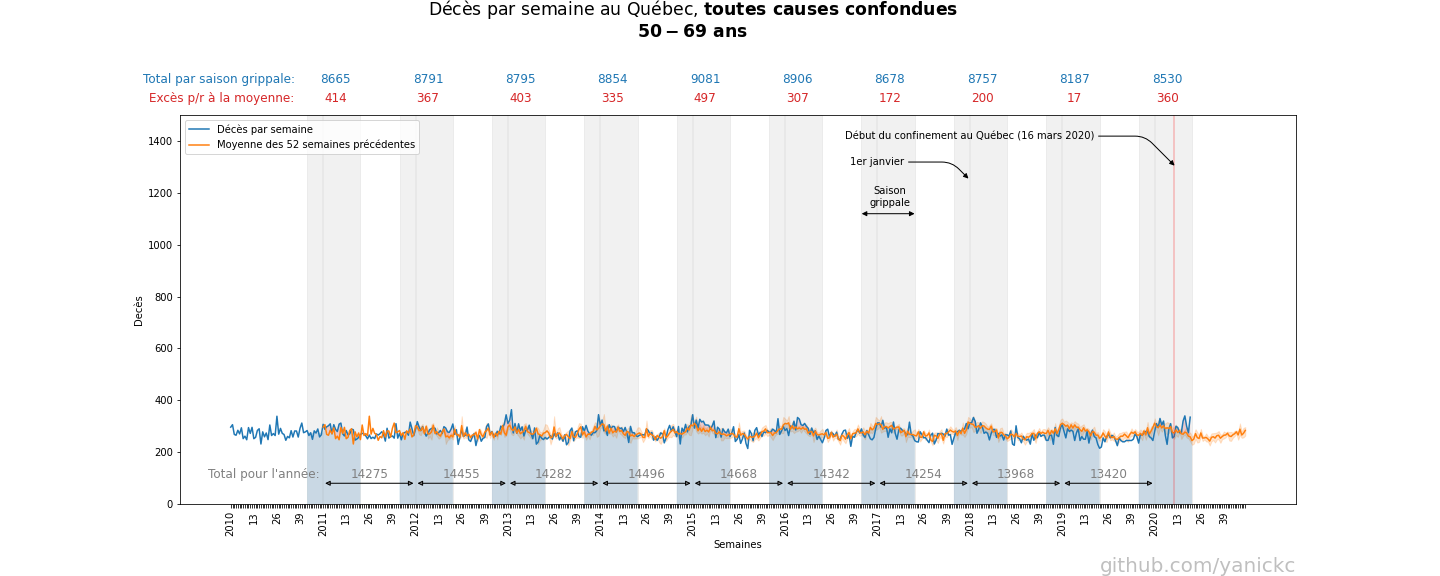 Décès par semaine au Québec, toutes causes confondues
50 – 69 ans
Total par saison grippale: 8665 8791 8795 8854 9081 8906 8678 8757 8187 8530
Excès p/r à la moyenne: 414 367 403 335 497 307 172 200 17 360
Décès par semaine
Moyenne des 52 semaines précédentes
Début du confinement au Québec (16 mars 2020)
1er janvier
Saison
grippale
1400
1200
1000
800
600
400
200
0
Decès
Total pour l'année: 14275 14455 14282 14496 14668 14342 14254 13968 13420
2010 13 26 39 2011 13 26 39 2012 13 26 39 2013 13 26 39 2014 13 26 39 2015 13 26 39 2016 13 26 39 2017 13 26 39 2018 13 26 39 2019 13 26 39 2020 13 26 39
Semaines
github.com/yanickc